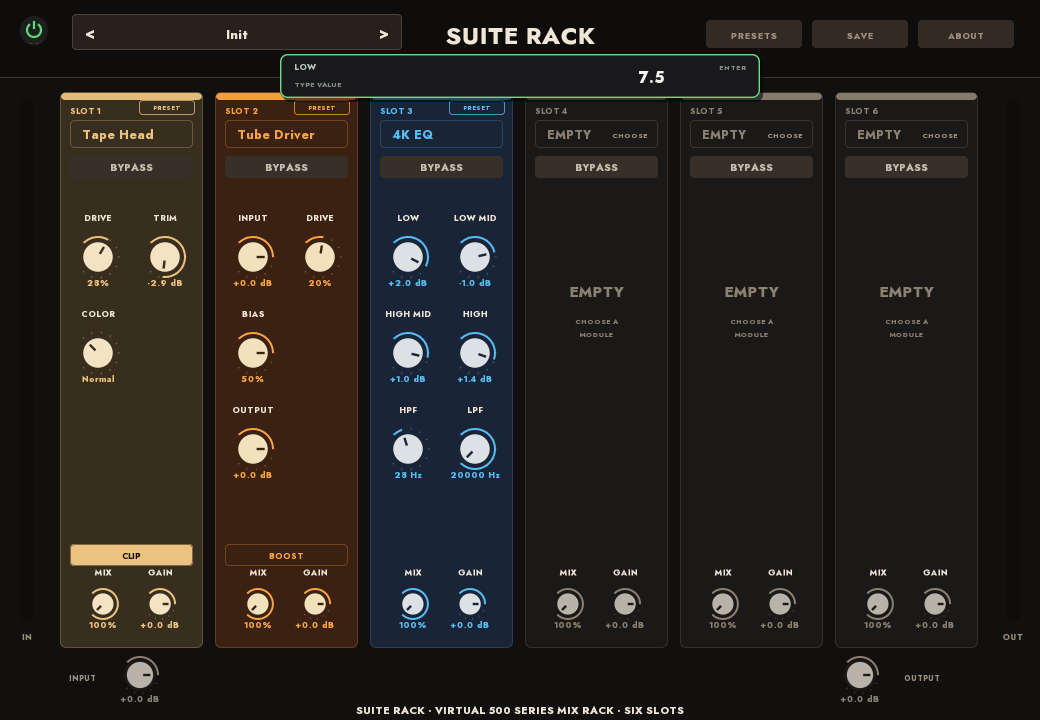 < Init >
SUITE RACK
PRESETS SAVE ABOUT
LOW
TYPE VALUE
7.5
ENTER
SLOT 1 PRESET
Tape Head
BYPASS
DRIVE TRIM
28% -2.9 dB
COLOR
Normal
CLIP
MIX GAIN
100% +0.0 dB
SLOT 2 PRESET
Tube Driver
BYPASS
INPUT DRIVE
+0.0 dB 20%
BIAS
50%
OUTPUT
+0.0 dB
BOOST
MIX GAIN
100% +0.0 dB
SLOT 3 PRESET
4K EQ
BYPASS
LOW LOW MID
+2.0 dB -1.0 dB
HIGH MID HIGH
+1.0 dB +1.4 dB
HPF LPF
28 Hz 20000 Hz
MIX GAIN
100% +0.0 dB
SLOT 4
EMPTY CHOOSE
BYPASS
EMPTY
CHOOSE A
MODULE
MIX GAIN
100% +0.0 dB
SLOT 5
EMPTY CHOOSE
BYPASS
EMPTY
CHOOSE A
MODULE
MIX GAIN
100% +0.0 dB
SLOT 6
EMPTY CHOOSE
BYPASS
EMPTY
CHOOSE A
MODULE
MIX GAIN
100% +0.0 dB
IN
OUT
INPUT
+0.0 dB
OUTPUT
+0.0 dB
SUITE RACK · VIRTUAL 500 SERIES MIX RACK · SIX SLOTS